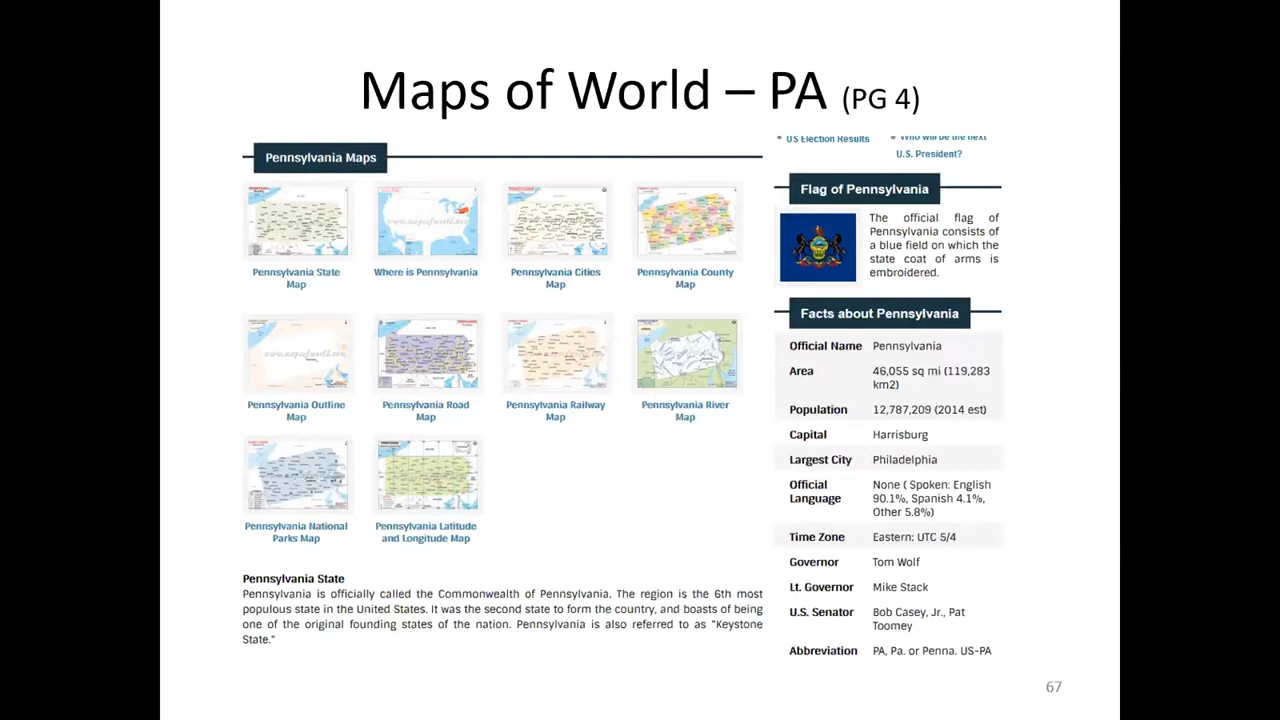 Maps of World – PA (PG 4)
Pennsylvania Maps
Pennsylvania State
Map
Where is Pennsylvania
Pennsylvania Cities
Map
Pennsylvania County
Map
www.mapsofworld.com
www.mapsofworld.com
Pennsylvania Outline
Map
Pennsylvania Road
Map
Pennsylvania Railway
Map
Pennsylvania River
Map
Pennsylvania National
Parks Map
Pennsylvania Latitude
and Longitude Map
Pennsylvania State
Pennsylvania is officially called the Commonwealth of Pennsylvania. The region is the 6th most
populous state in the United States. It was the second state to form the country, and boasts of being
one of the original founding states of the nation. Pennsylvania is also referred to as "Keystone
State."
US Election Results
Who will be the next
U.S. President?
Flag of Pennsylvania
The official flag of
Pennsylvania consists of
a blue field on which the
state coat of arms is
embroidered.
Facts about Pennsylvania
Official Name Pennsylvania
Area 46,055 sq mi (119,283
km2)
Population 12,787,209 (2014 est)
Capital Harrisburg
Largest City Philadelphia
Official None ( Spoken: English
Language 90.1%, Spanish 4.1%,
Other 5.8%)
Time Zone Eastern: UTC 5/4
Governor Tom Wolf
Lt. Governor Mike Stack
U.S. Senator Bob Casey, Jr., Pat
Toomey
Abbreviation PA, Pa. or Penna. US-PA
67